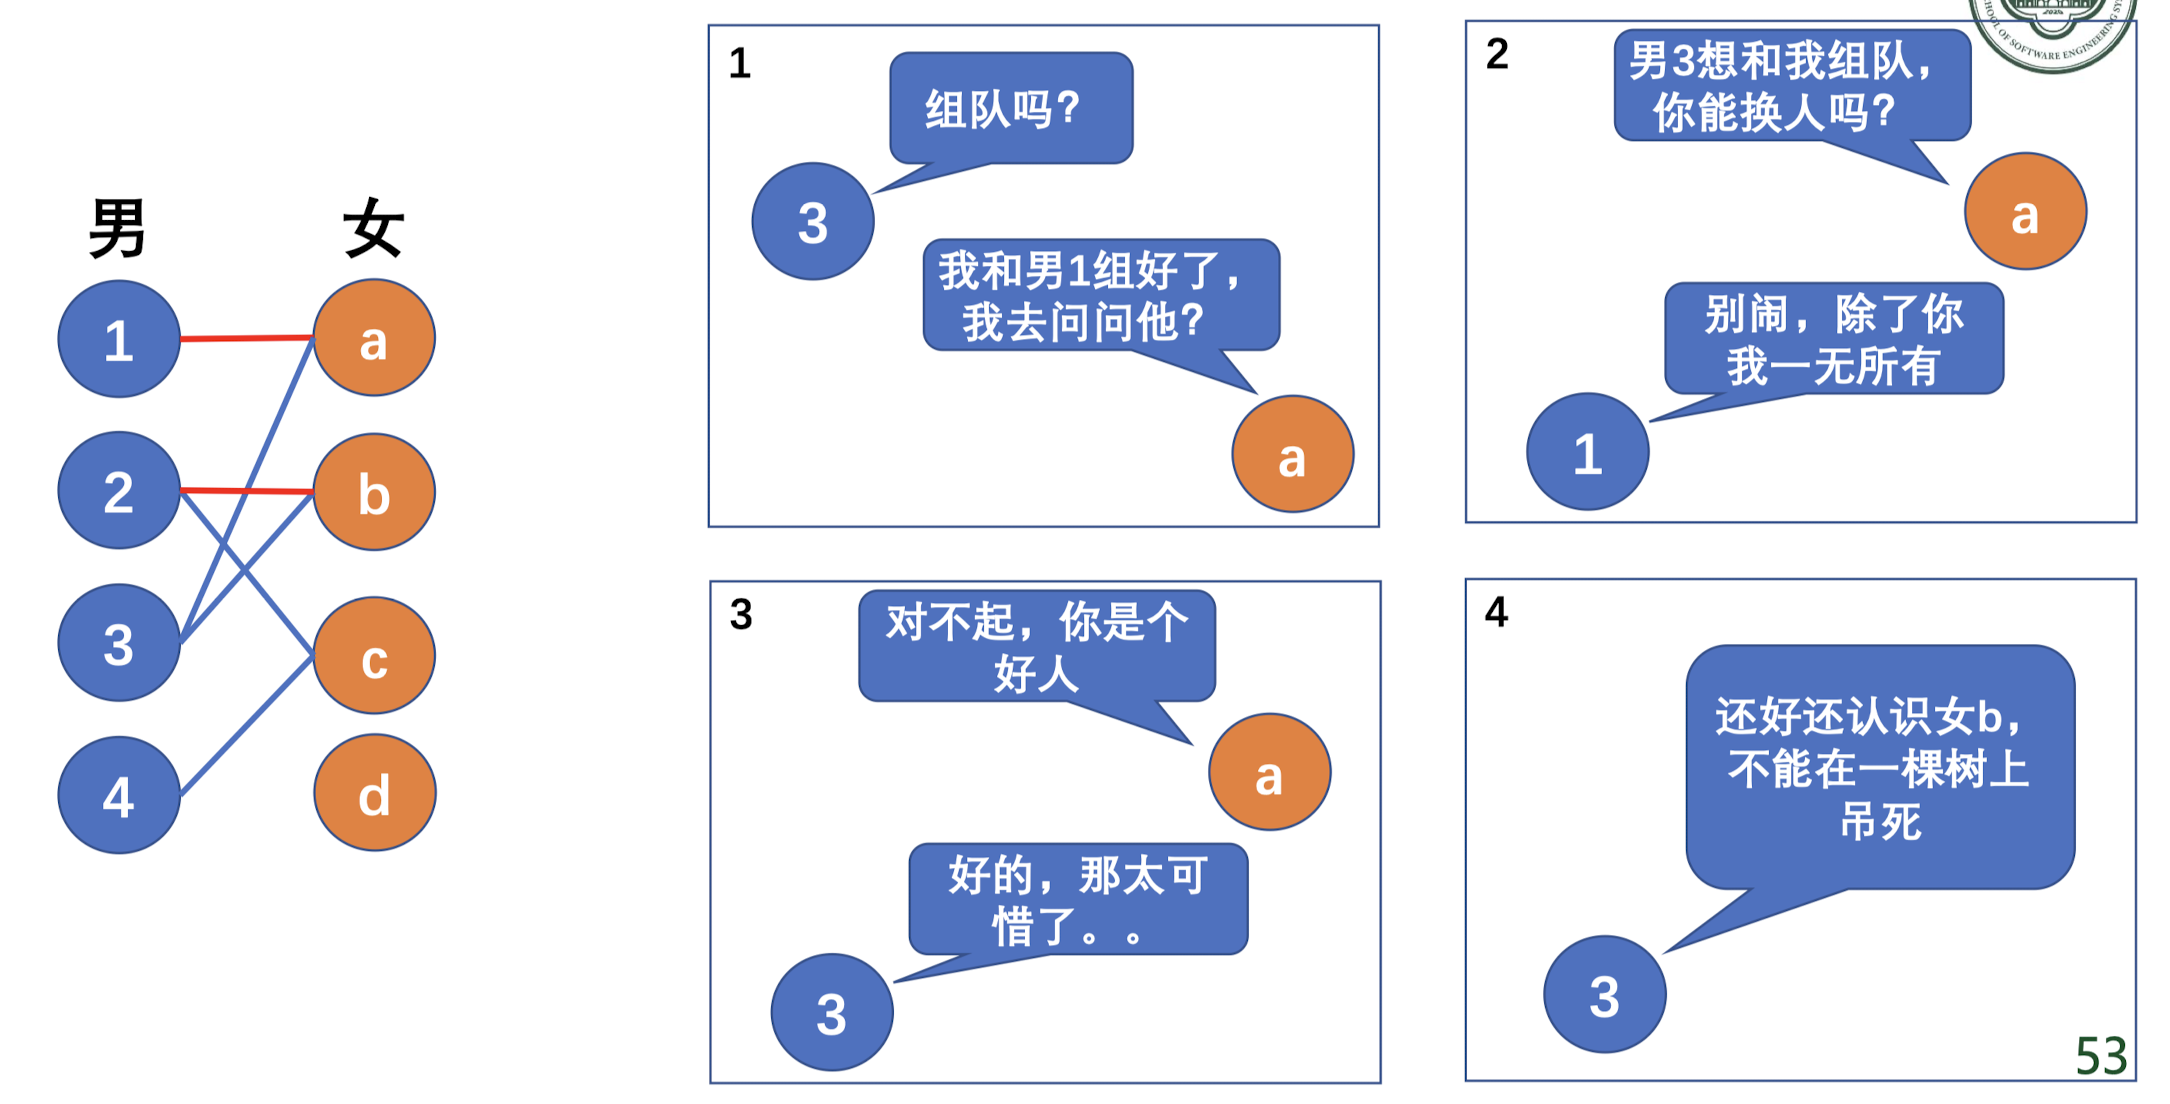 男 女
1 a
2 b
3 c
4 d
1
组队吗？
3
我和男1组好了，
我去问问他？
a
2
男3想和我组队，
你能换人吗？
a
别闹，除了你
我一无所有
1
3
对不起，你是个
好人
a
好的，那太可
惜了。。
3
4
还好还认识女b，
不能在一棵树上
吊死
3
53
OF SOFTWARE ENGINEERING